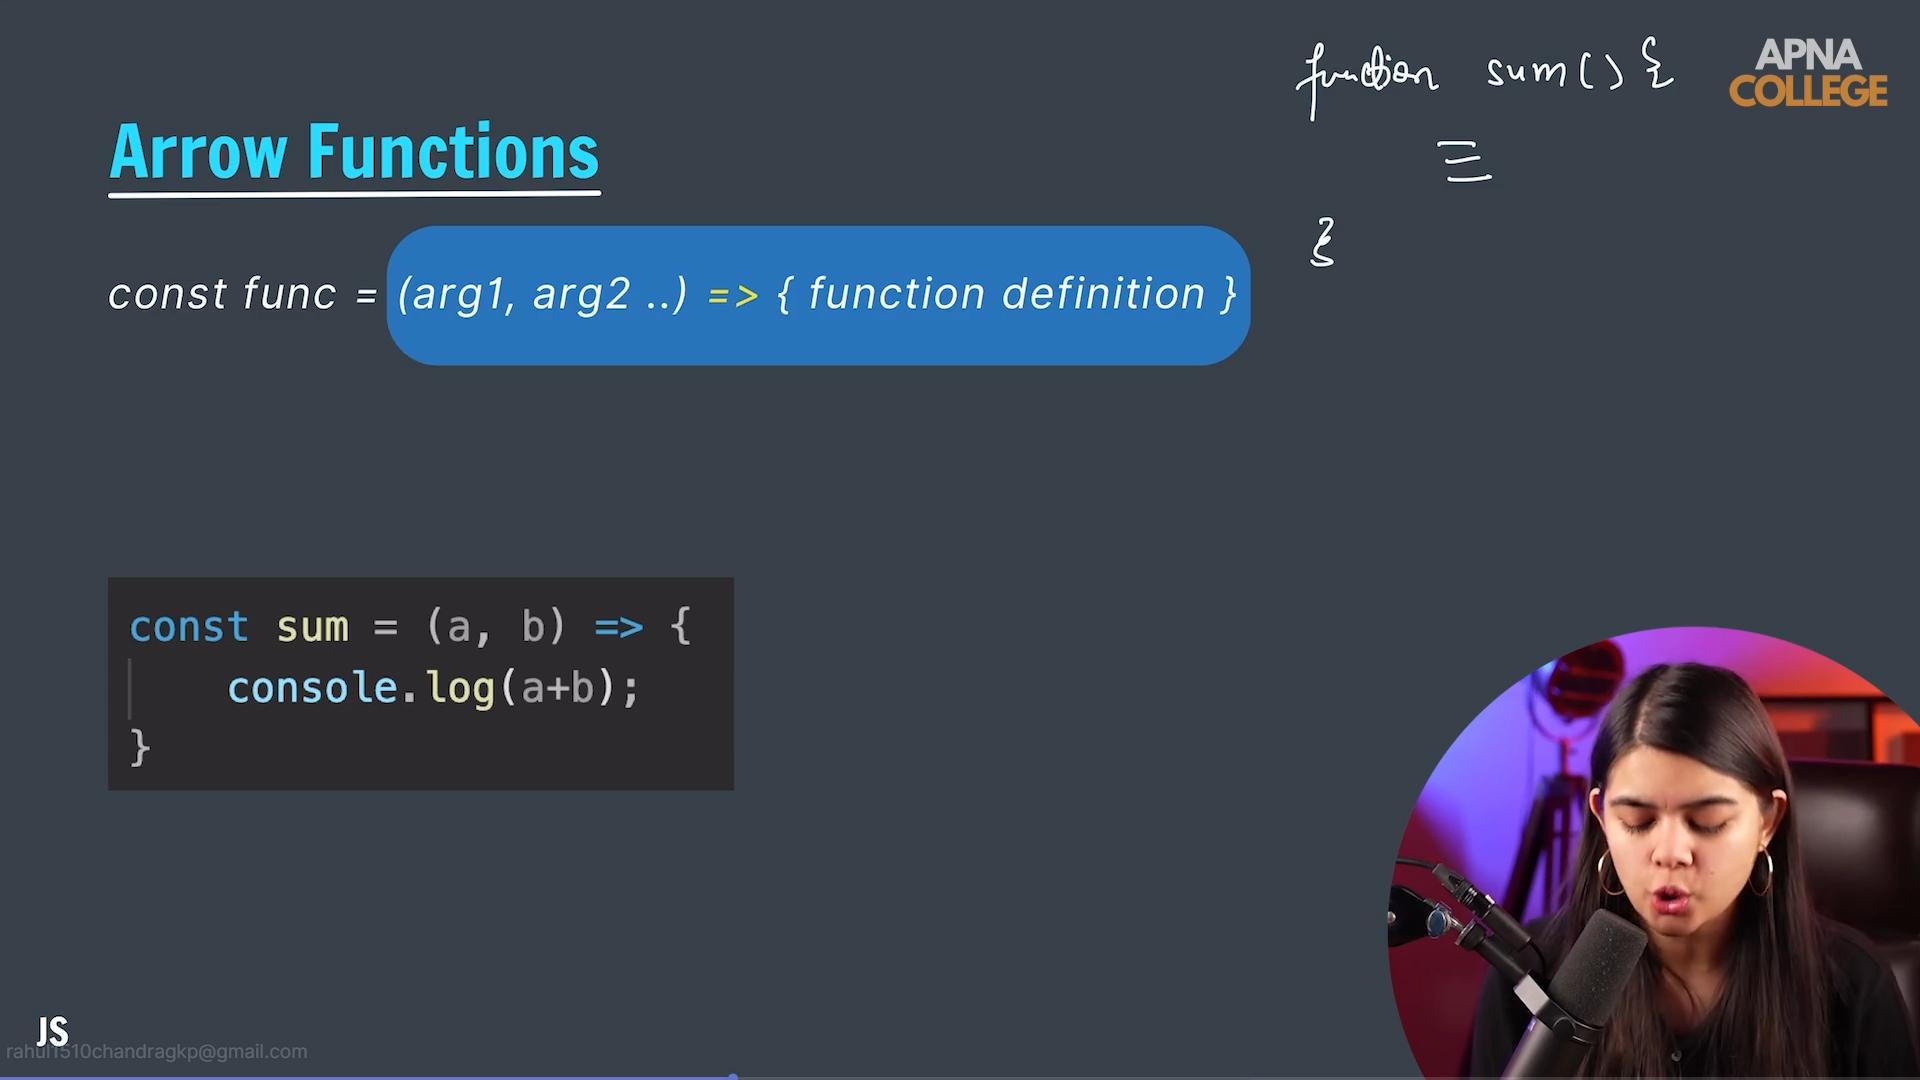 function sum() {
}
APNA
COLLEGE
Arrow Functions
const func = (arg1, arg2 ..) => { function definition }
const sum = (a, b) => {
console.log(a+b);
}
JS
rahul1510chandragkp@gmail.com